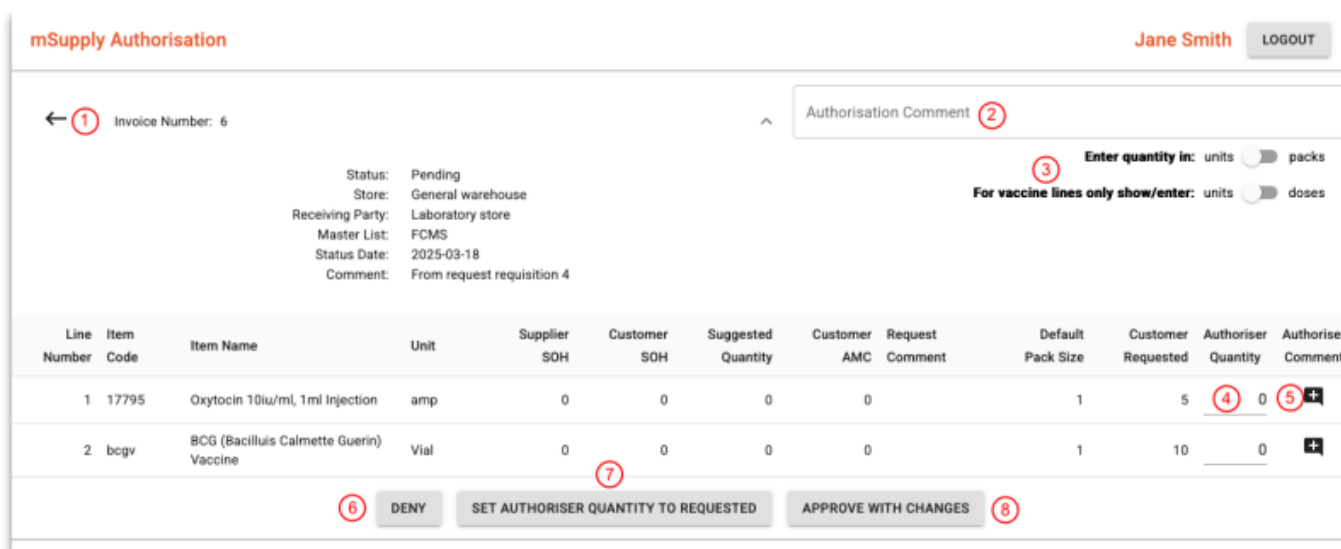 mSupply Authorisation Jane Smith LOGOUT
1 Invoice Number: 6 Authorisation Comment 2
3 Enter quantity in: units packs
For vaccine lines only show/enter: units doses
Status: Pending
Store: General warehouse
Receiving Party: Laboratory store
Master List: FCMS
Status Date: 2025-03-18
Comment: From request requisition 4
Line Number Item Code Item Name Unit Supplier SOH Customer SOH Suggested Quantity Customer AMC Request Comment Default Pack Size Customer Requested Authoriser Quantity Authorise Comment
1 17795 Oxytocin 10iu/ml, 1ml Injection amp 0 0 0 0 1 5 4 0 5
2 bcgv BCG (Bacilluis Calmette Guerin) Vaccine Vial 0 0 0 0 1 10 0
7
6 DENY SET AUTHORISER QUANTITY TO REQUESTED APPROVE WITH CHANGES 8